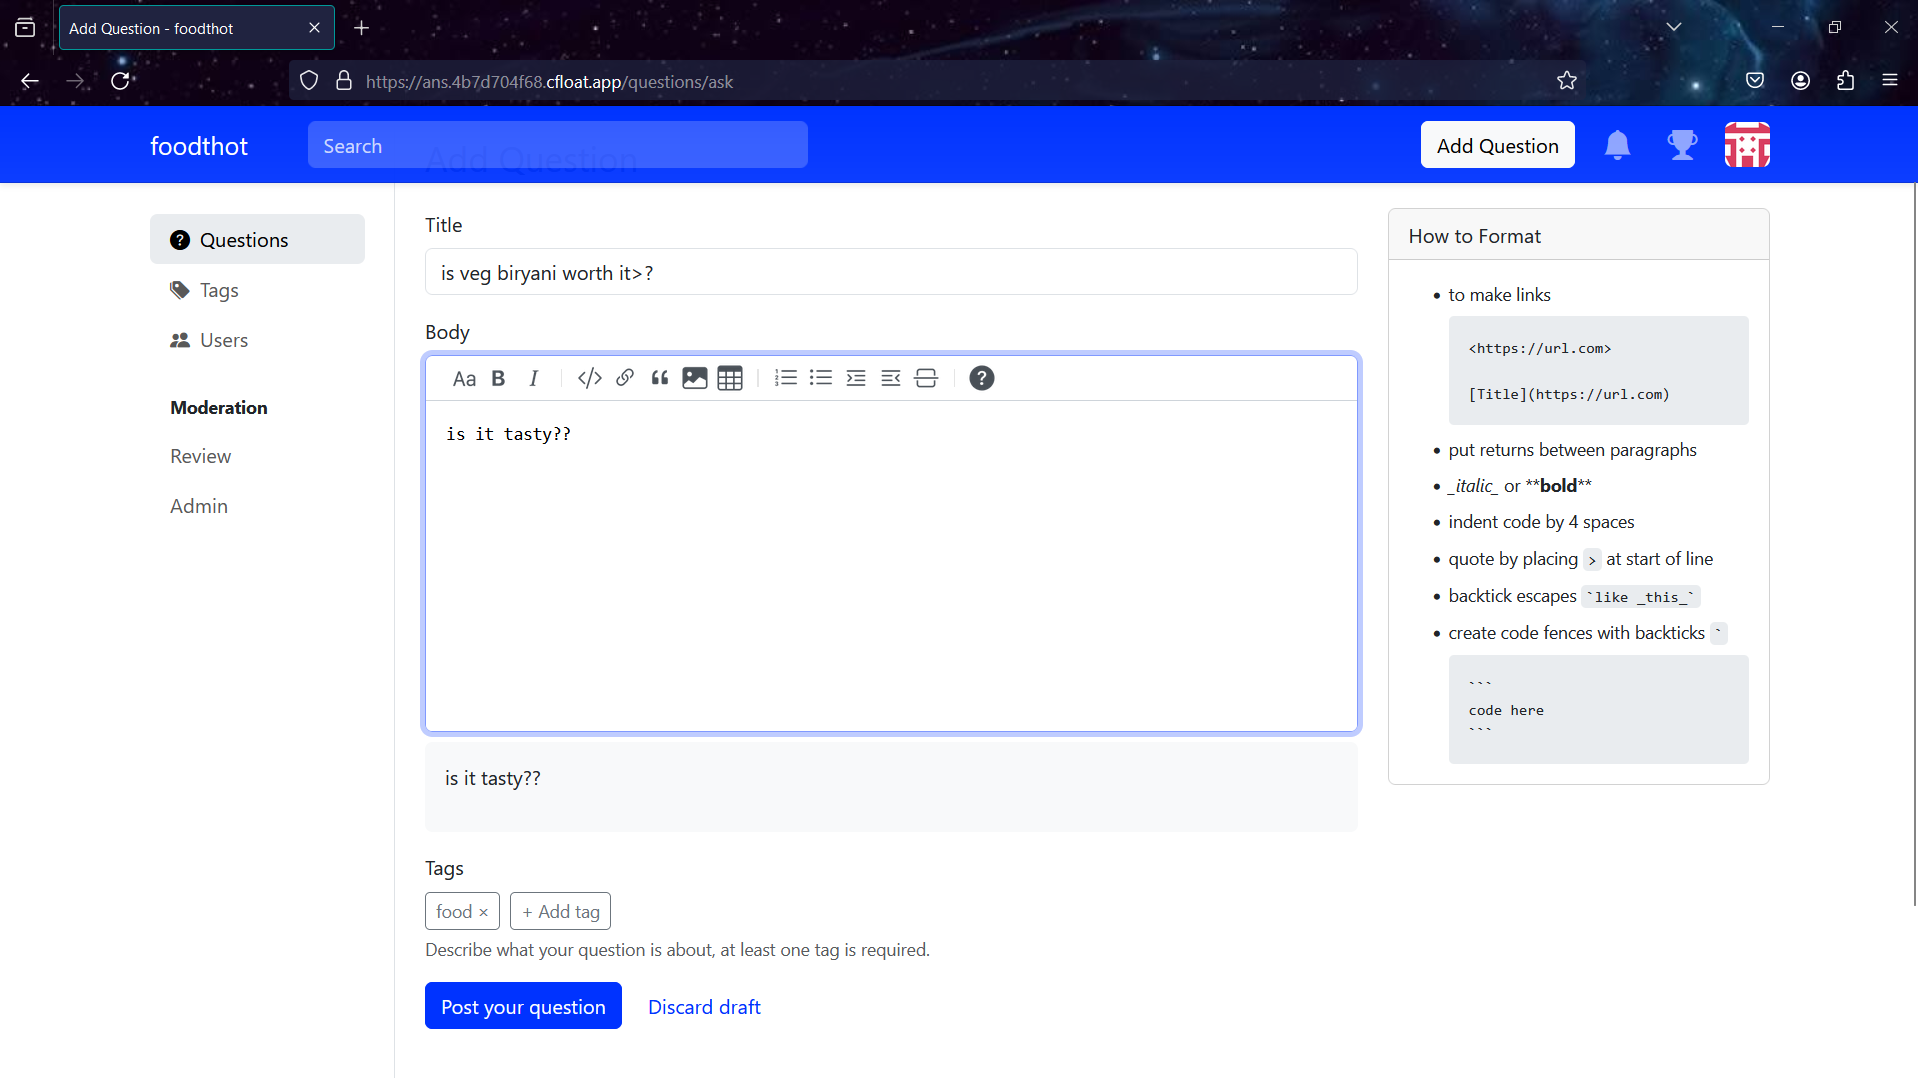 Add Question - foodthot
https://ans.4b7d704f68.cfloat.app/questions/ask
foodthot
Search
Add Question
Add Question
Questions
Tags
Users
Moderation
Review
Admin
Title
is veg biryani worth it>?
Body
Aa B I
is it tasty??
is it tasty??
Tags
food ×
+ Add tag
Describe what your question is about, at least one tag is required.
Post your question
Discard draft
How to Format
to make links
<https://url.com>
[Title](https://url.com)
put returns between paragraphs
_italic_ or **bold**
indent code by 4 spaces
quote by placing > at start of line
backtick escapes `like _this_`
create code fences with backticks `
```
code here
```